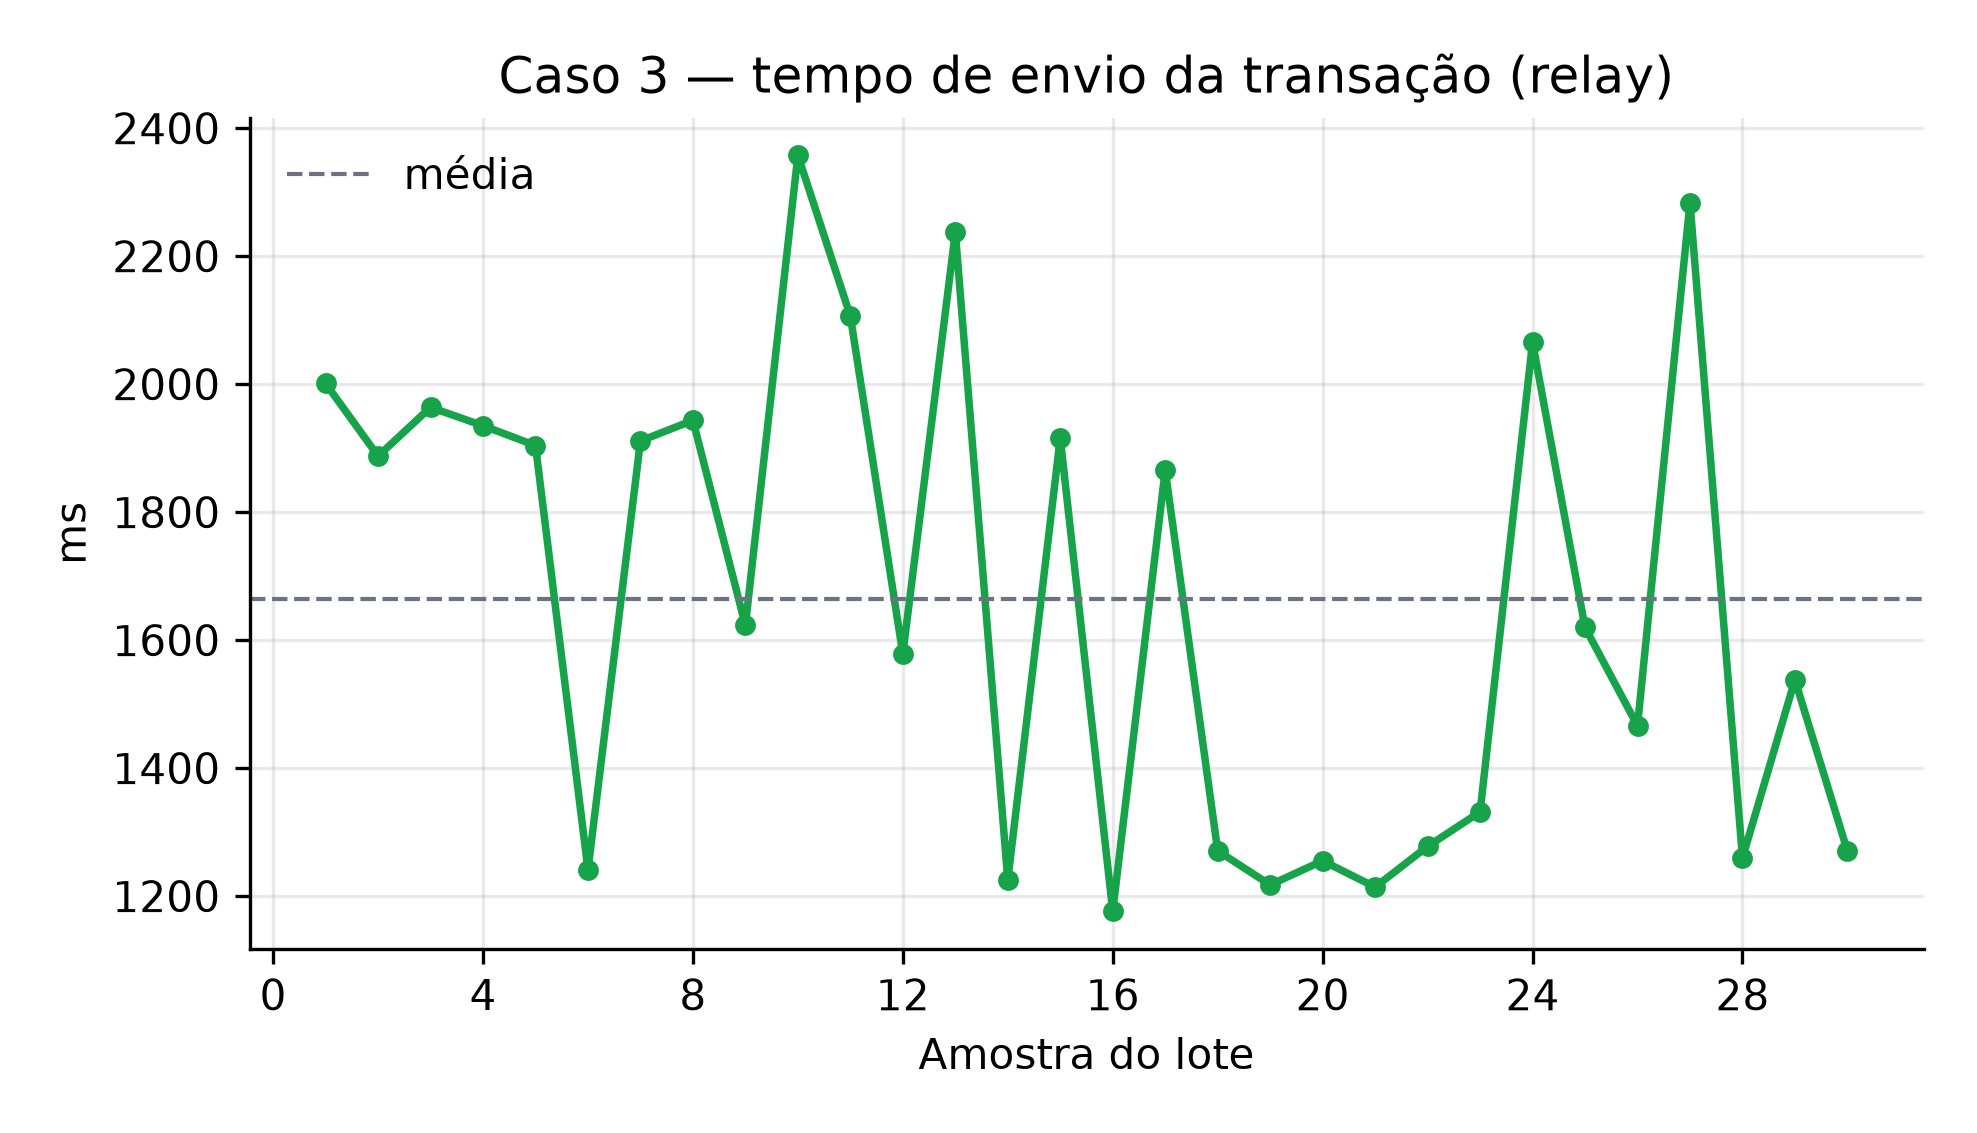 Caso 3 — tempo de envio da transação (relay)
2400
média
2200
2000
1800
ms
1600
1400
1200
0 4 8 12 16 20 24 28
Amostra do lote